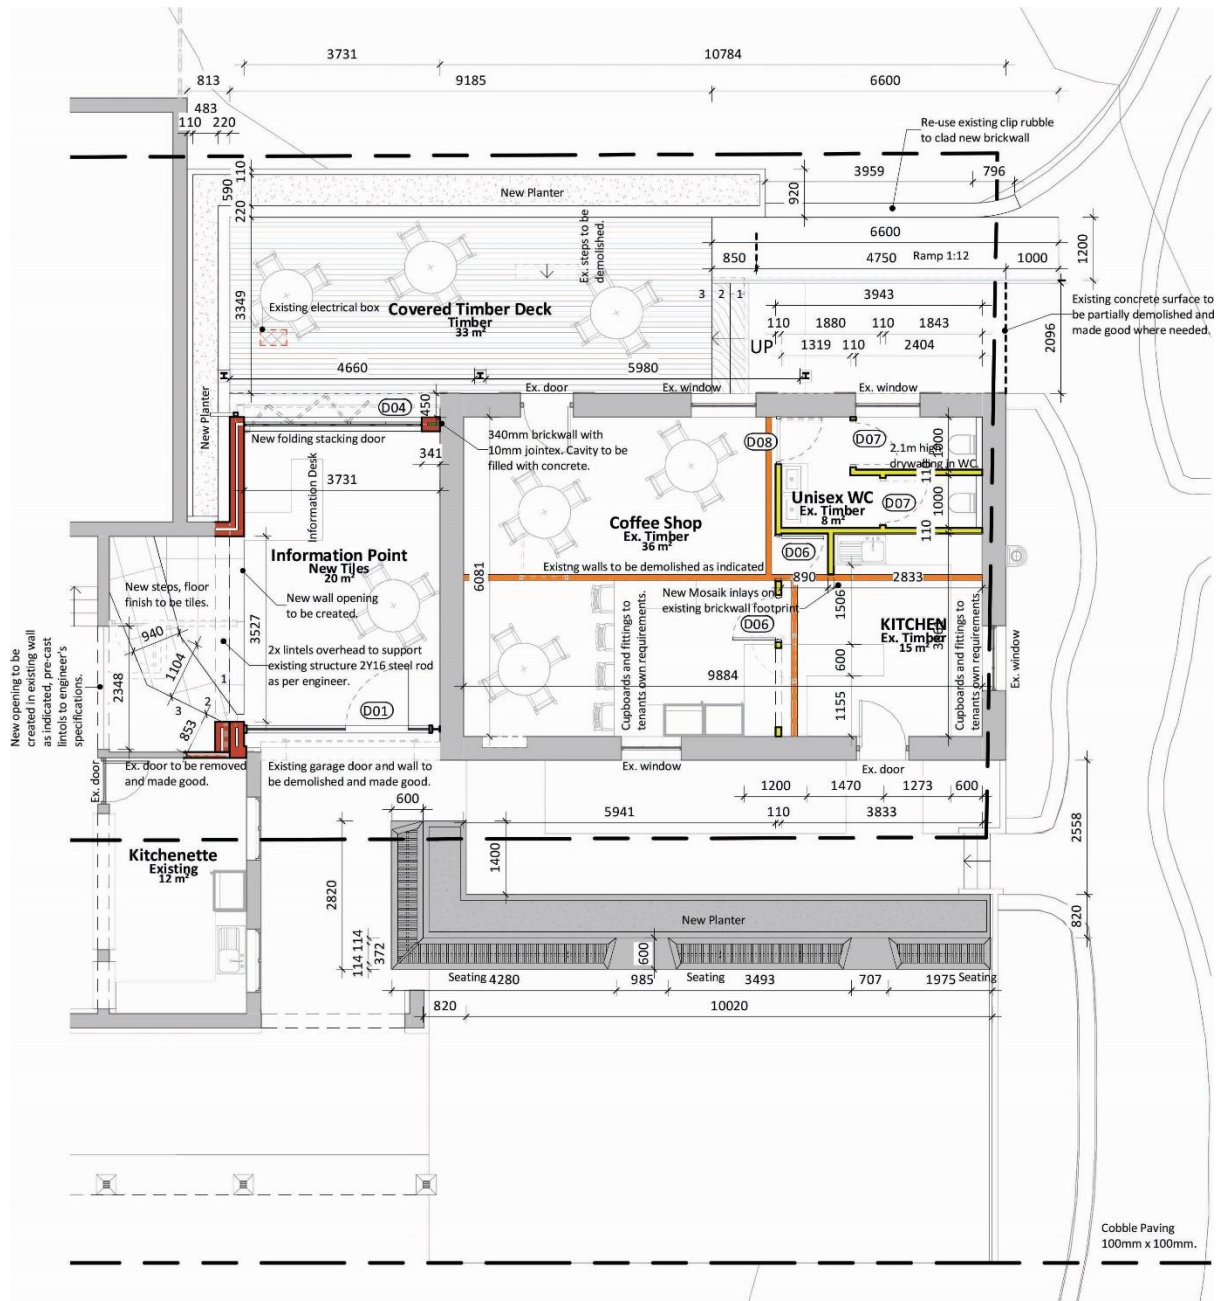 3731
10784
813
9185
6600
483
110
220
Re-use existing clip rubble
to clad new brickwall
3959
796
110
590
220
New Planter
920
6600
850
4750
Ramp 1:12
1000
1200
Ex. steps to be
demolished.
3349
Existing electrical box
Covered Timber Deck
Timber
33 m²
3
2
1
3943
110
1880
110
1843
UP
1319
110
2404
2096
Existing concrete surface to
be partially demolished and
made good where needed.
4660
5980
Ex. door
Ex. window
Ex. window
New Planter
D04
450
New folding stacking door
341
3731
Information Desk
340mm brickwall with
10mm jointex. Cavity to be
filled with concrete.
D08
D07
1000
2.1m high
drywalling in WC
110
Unisex WC
Ex. Timber
8 m²
D07
1000
110
Coffee Shop
Ex. Timber
36 m²
D06
Information Point
New Tiles
20 m²
Existng walls to be demolished as indicated
890
2833
6081
New steps, floor
finish to be tiles.
New wall opening
to be created.
New Mosaik inlays on
existing brickwall footprint
1506
D06
KITCHEN
Ex. Timber
15 m²
940
3527
1104
2x lintels overhead to support
existing structure 2Y16 steel rod
as per engineer.
Cupboards and fittings to
tenants own requirements.
600
Cupboards and fittings to
tenants own requirements.
Ex. window
New opening to be
created in existing wall
as indicated, pre-cast
lintols to engineer's
specifications.
2348
1
2
3
853
9884
1155
D01
Ex. door
Ex. door to be removed
and made good.
Existing garage door and wall to
be demolished and made good.
Ex. window
Ex. door
600
1200
1470
1273
600
5941
110
3833
Kitchenette
Existing
12 m²
1400
2558
2820
820
New Planter
114
114
372
600
Seating
4280
985
Seating
3493
707
1975
Seating
820
10020
Cobble Paving
100mm x 100mm.